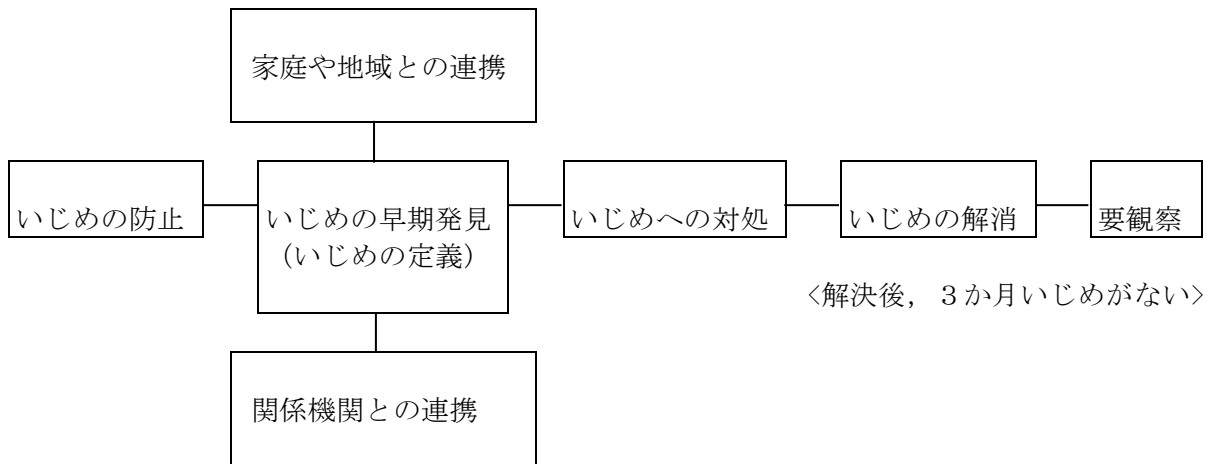 家庭や地域との連携
いじめの防止
いじめの早期発見
（いじめの定義）
いじめへの対処
いじめの解消
要観察
<解決後，３か月いじめがない>
関係機関との連携